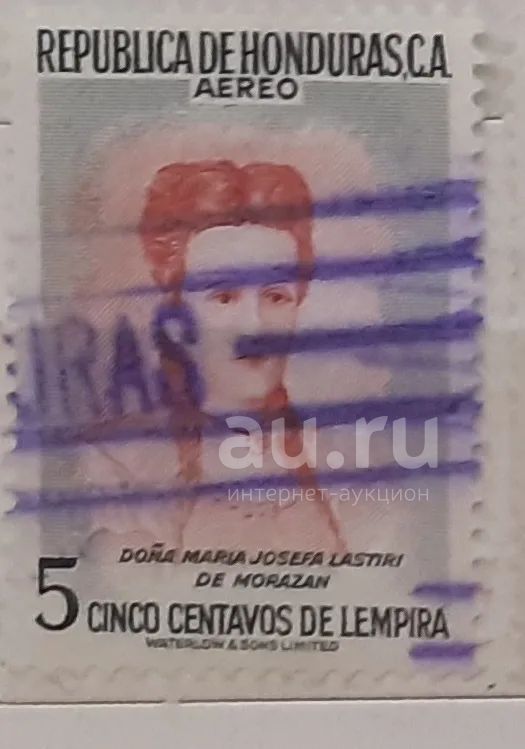 REPUBLICA DE HONDURAS, C.A.
AEREO
IRAS
au.ru
интернет-аукцион
DOÑA MARIA JOSEFA LASTIRI
DE MORAZAN
5 CINCO CENTAVOS DE LEMPIRA
WATERLOW & SONS LIMITED